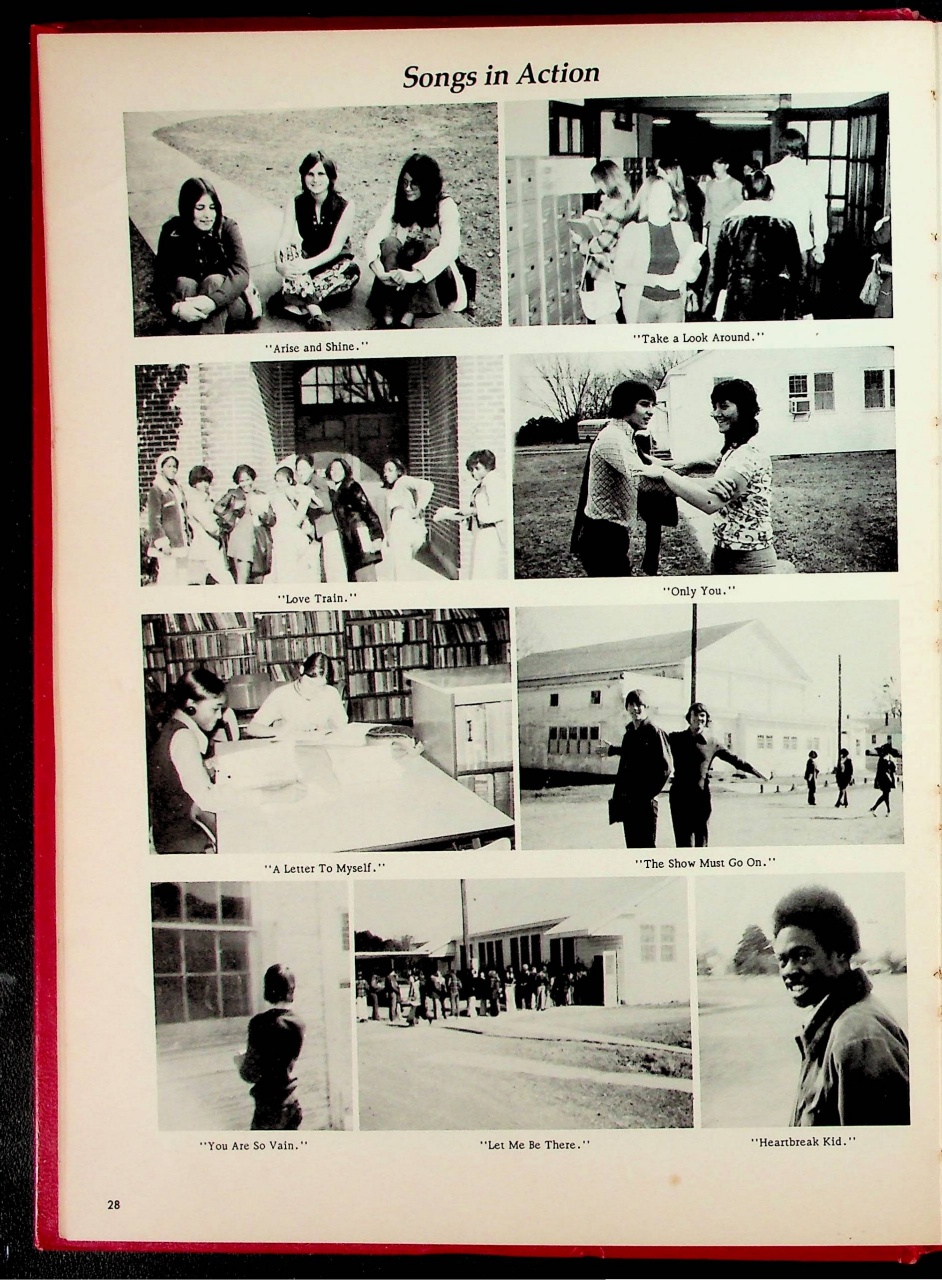 Songs in Action
"Arise and Shine."
"Take a Look Around."
"Love Train."
"Only You."
"A Letter To Myself."
"The Show Must Go On."
"You Are So Vain."
"Let Me Be There."
"Heartbreak Kid."
28